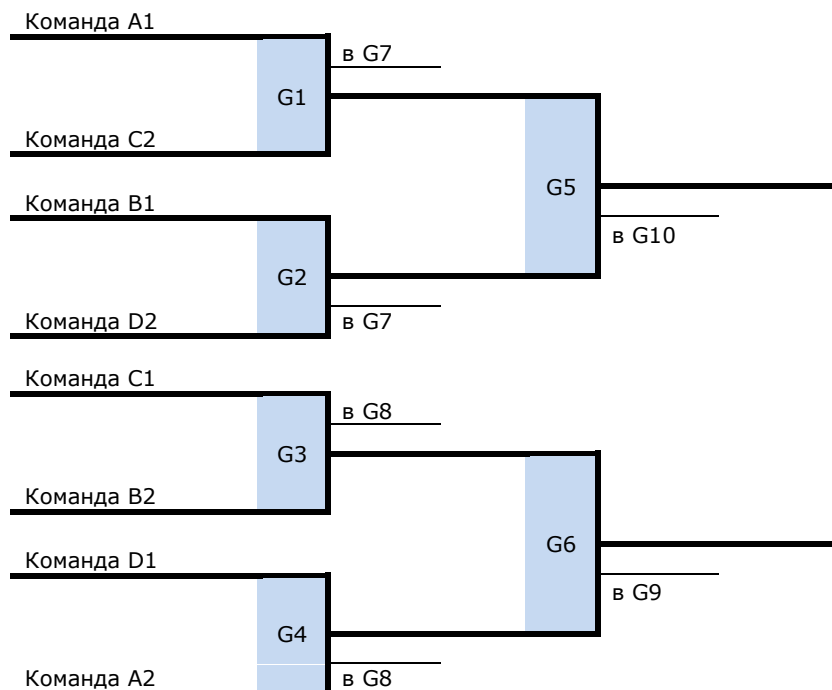 Команда A1
в G7
G1
Команда C2
G5
Команда B1
в G10
G2
Команда D2
в G7
Команда C1
в G8
G3
Команда B2
G6
Команда D1
в G9
G4
Команда A2
в G8